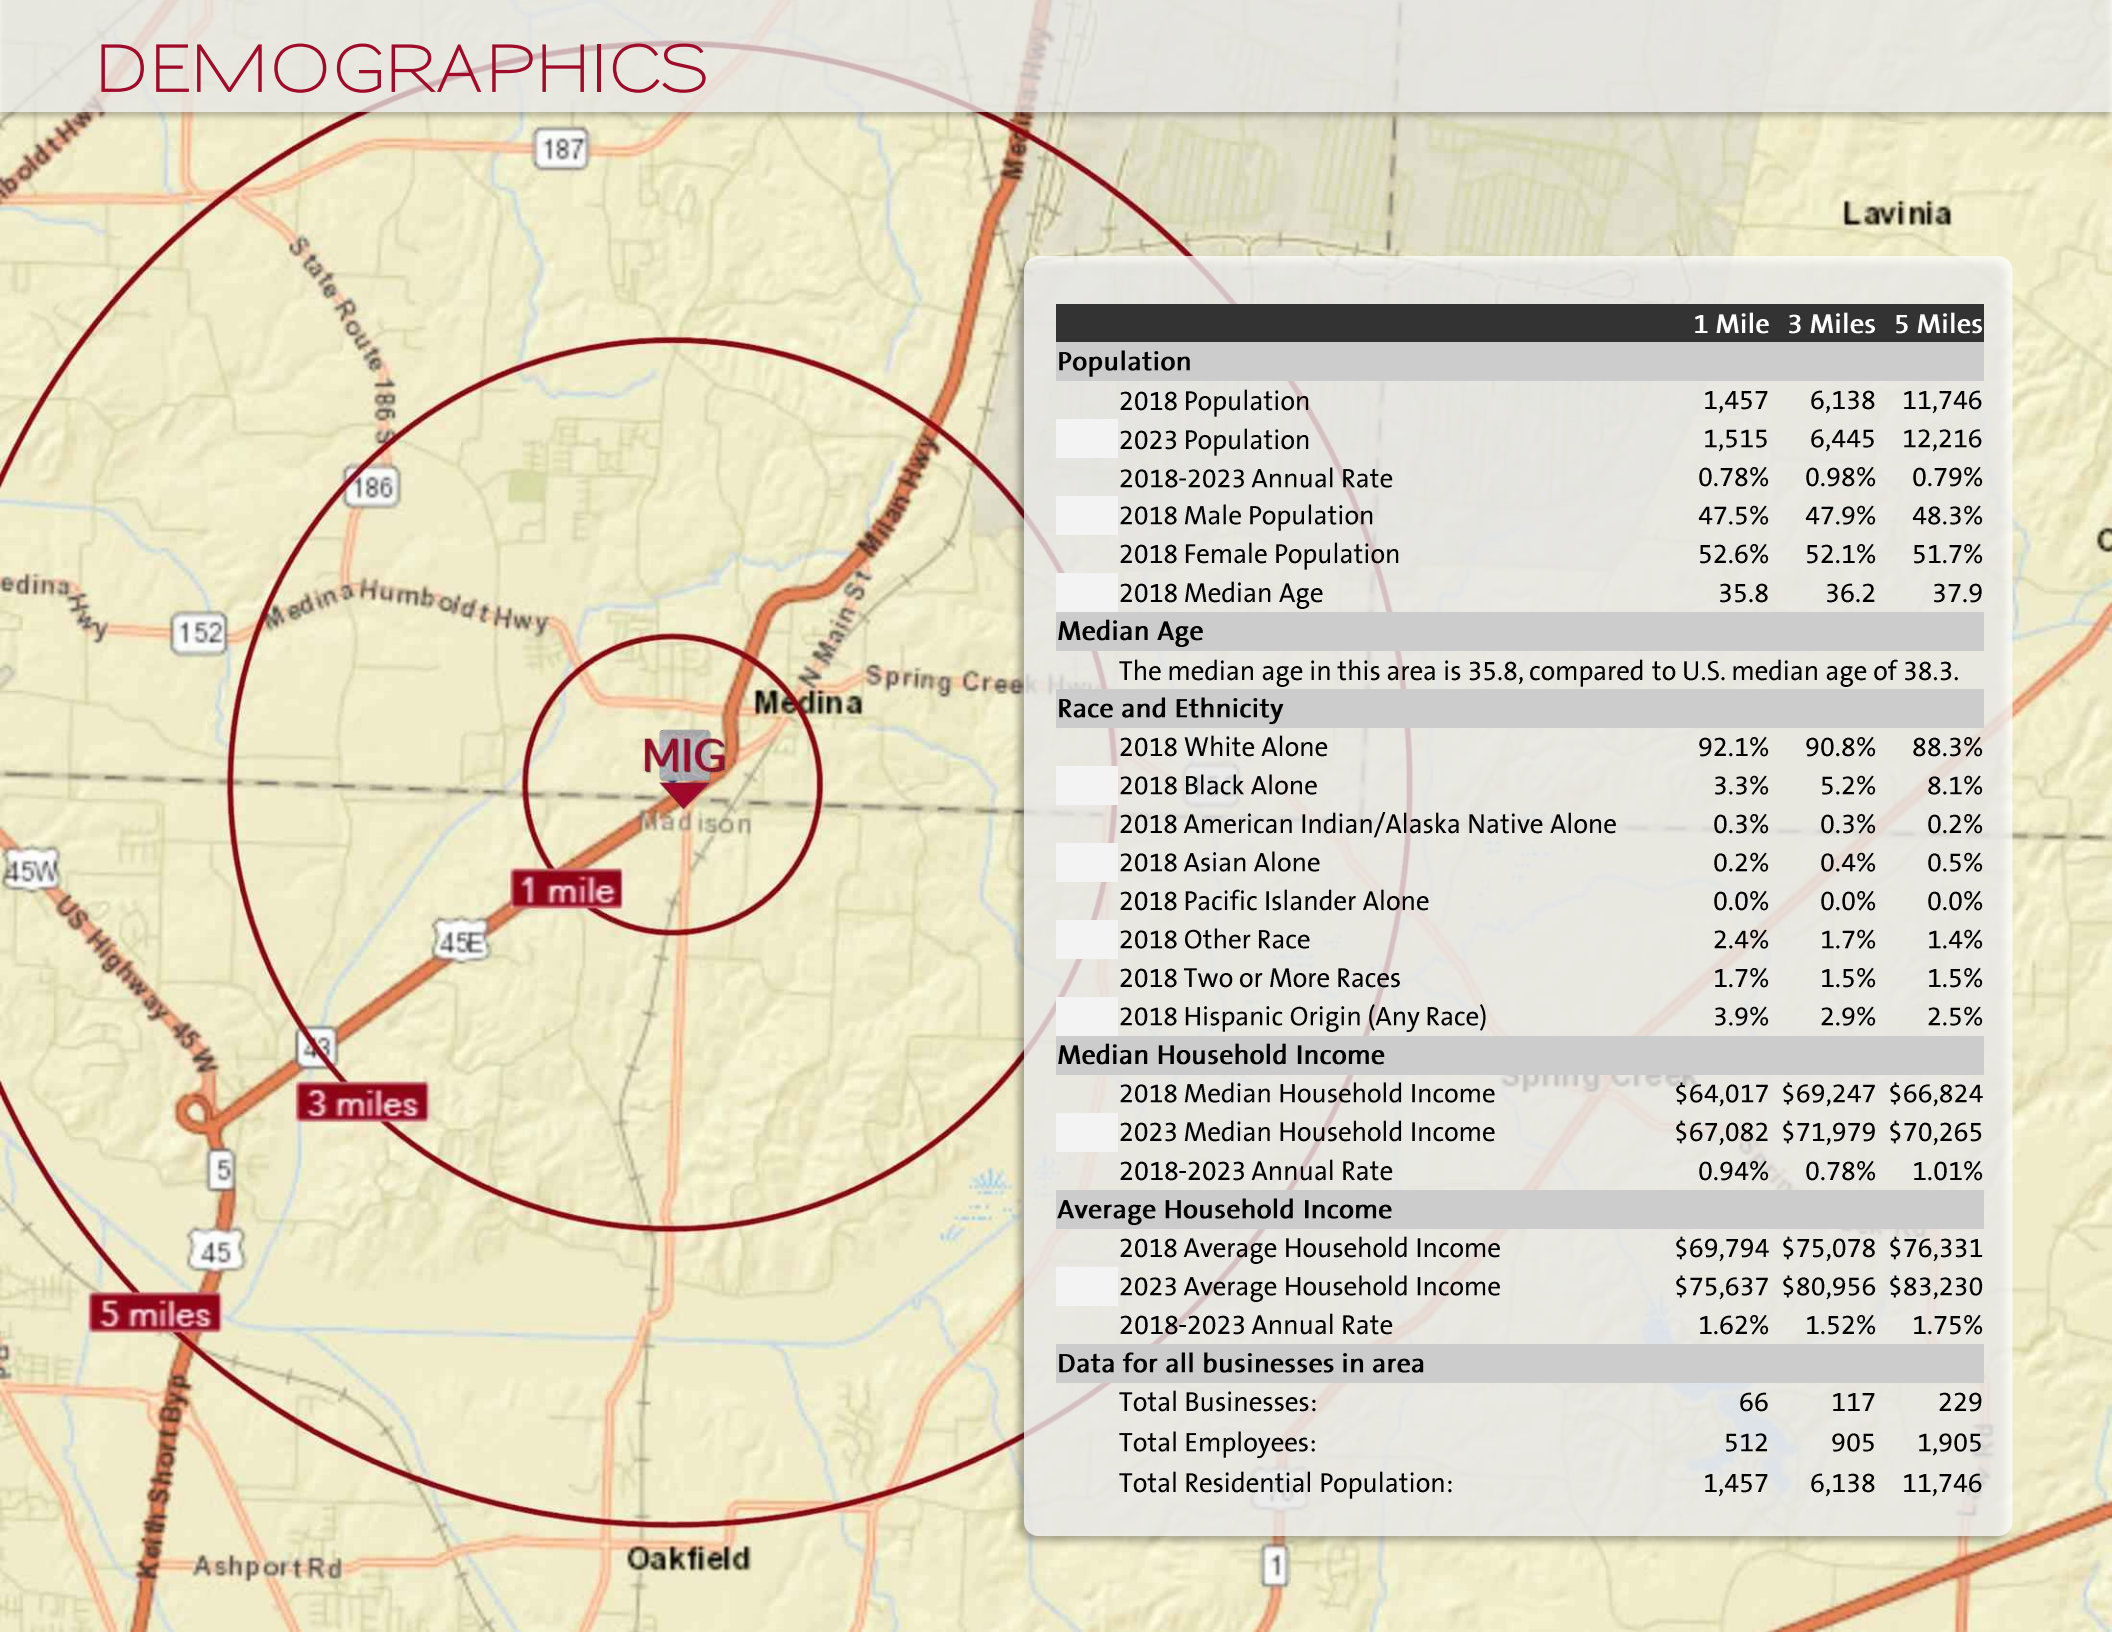 DEMOGRAPHICS
boldt Hwy
187
Medina Hwy
Lavinia
State Route 186 S
186
Milan Hwy
edina Hwy
152
Medina Humboldt Hwy
N Main St
Spring Creek Hwy
Medina
MIG
Madison
1 mile
45W
US Highway 45 W
45E
43
3 miles
5
45
5 miles
Keith Short Byp
Ashport Rd
Oakfield
1
Spring Creek
1 Mile 3 Miles 5 Miles
Population
2018 Population 1,457 6,138 11,746
2023 Population 1,515 6,445 12,216
2018-2023 Annual Rate 0.78% 0.98% 0.79%
2018 Male Population 47.5% 47.9% 48.3%
2018 Female Population 52.6% 52.1% 51.7%
2018 Median Age 35.8 36.2 37.9
Median Age
The median age in this area is 35.8, compared to U.S. median age of 38.3.
Race and Ethnicity
2018 White Alone 92.1% 90.8% 88.3%
2018 Black Alone 3.3% 5.2% 8.1%
2018 American Indian/Alaska Native Alone 0.3% 0.3% 0.2%
2018 Asian Alone 0.2% 0.4% 0.5%
2018 Pacific Islander Alone 0.0% 0.0% 0.0%
2018 Other Race 2.4% 1.7% 1.4%
2018 Two or More Races 1.7% 1.5% 1.5%
2018 Hispanic Origin (Any Race) 3.9% 2.9% 2.5%
Median Household Income
2018 Median Household Income $64,017 $69,247 $66,824
2023 Median Household Income $67,082 $71,979 $70,265
2018-2023 Annual Rate 0.94% 0.78% 1.01%
Average Household Income
2018 Average Household Income $69,794 $75,078 $76,331
2023 Average Household Income $75,637 $80,956 $83,230
2018-2023 Annual Rate 1.62% 1.52% 1.75%
Data for all businesses in area
Total Businesses: 66 117 229
Total Employees: 512 905 1,905
Total Residential Population: 1,457 6,138 11,746